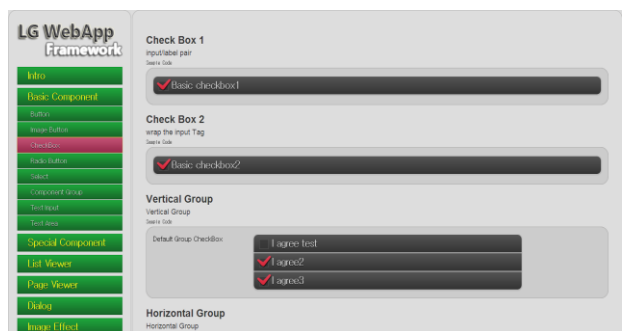 LG WebApp
Framework
Intro
Basic Component
Button
Image Button
CheckBox
Radio Button
Select
Component Group
Text Input
Text Area
Special Component
List Viewer
Page Viewer
Dialog
Image Effect
Check Box 1
input/label pair
Source Code
Basic checkbox1
Check Box 2
wrap the input Tag
Source Code
Basic checkbox2
Vertical Group
Vertical Group
Source Code
Default Group CheckBox
I agree test
I agree2
I agree3
Horizontal Group
Horizontal Group